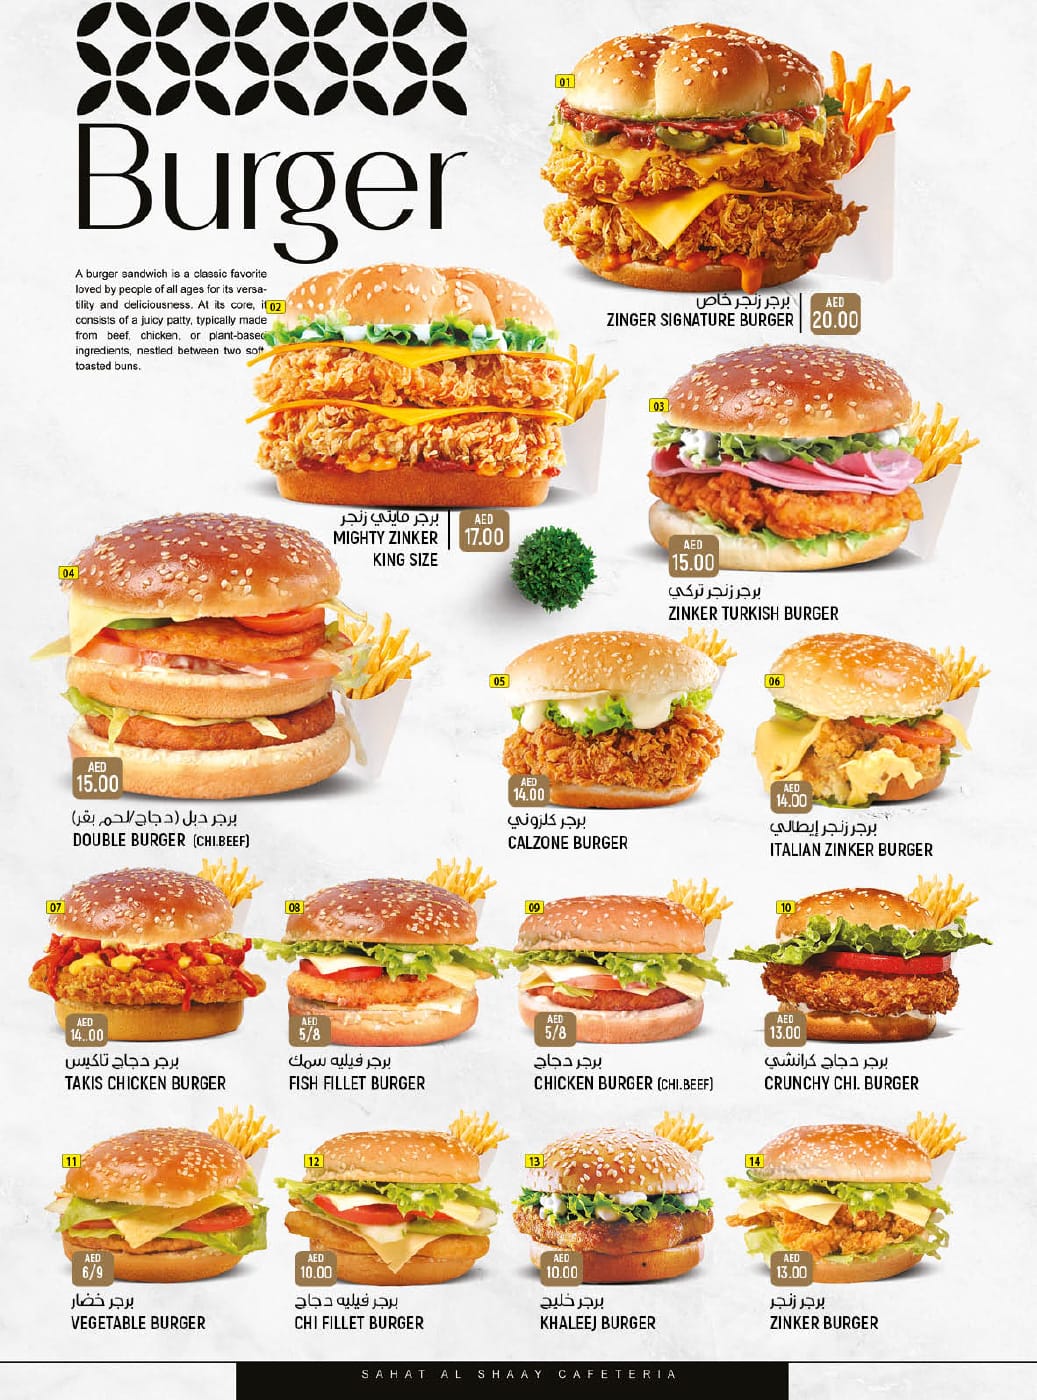 Burger
A burger sandwich is a classic favorite
loved by people of all ages for its versa-
tility and deliciousness. At its core, it
consists of a juicy patty, typically made
from beef, chicken, or plant-based
ingredients, nestled between two soft
toasted buns.
01
برجر زنجر خاص
ZINGER SIGNATURE BURGER
AED
20.00
02
برجر مايتي زنجر
MIGHTY ZINKER
KING SIZE
AED
17.00
03
AED
15.00
برجر زنجر تركي
ZINKER TURKISH BURGER
04
AED
15.00
برجر دبل (دجاج/لحم بقر)
DOUBLE BURGER (CHI.BEEF)
05
AED
14.00
برجر كلزوني
CALZONE BURGER
06
AED
14.00
برجر زنجر إيطالي
ITALIAN ZINKER BURGER
07
AED
14..00
برجر دجاج تاكيس
TAKIS CHICKEN BURGER
08
AED
5/8
برجر فيليه سمك
FISH FILLET BURGER
09
AED
5/8
برجر دجاج
CHICKEN BURGER (CHI.BEEF)
10
AED
13.00
برجر دجاج كرانشي
CRUNCHY CHI. BURGER
11
AED
6/9
برجر خضار
VEGETABLE BURGER
12
AED
10.00
برجر فيليه دجاج
CHI FILLET BURGER
13
AED
10.00
برجر خليج
KHALEEJ BURGER
14
AED
13.00
برجر زنجر
ZINKER BURGER
SAHAT AL SHAAY CAFETERIA